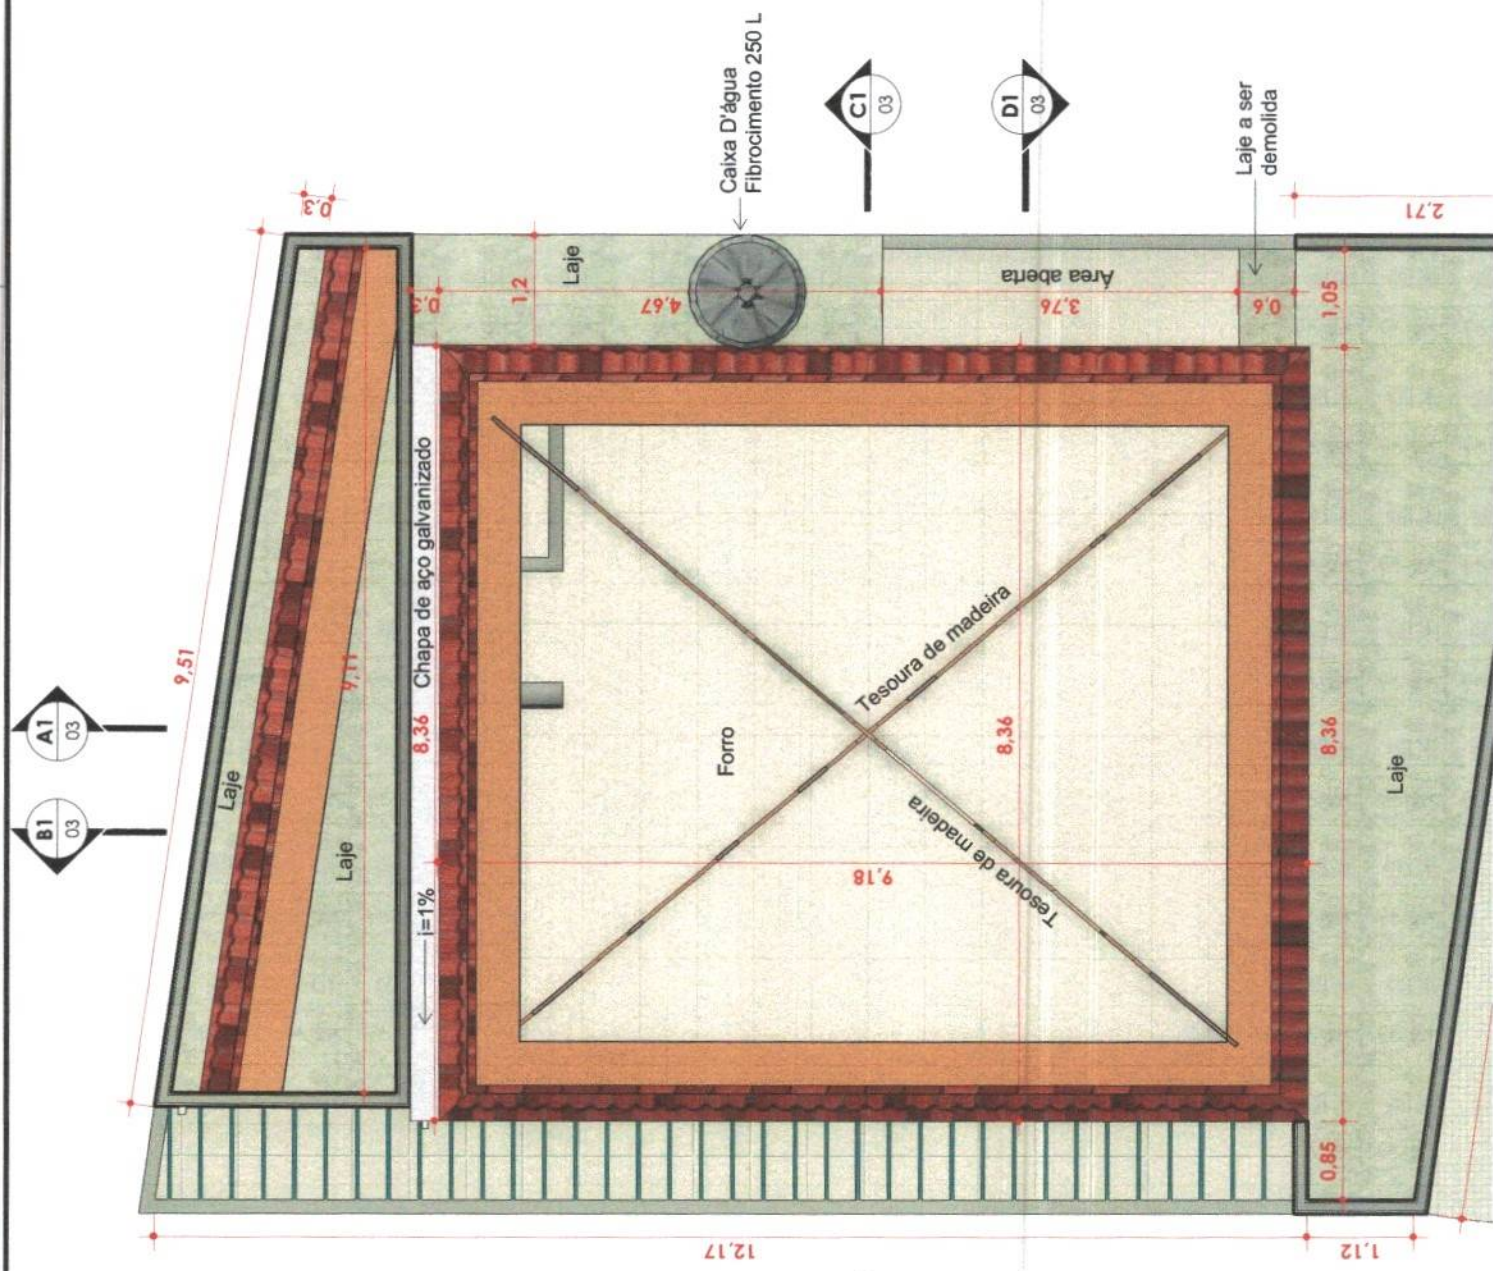 0,3
9,51
Caixa D'água
Fibrocimento 250 L
C1
03
D1
03
Laje a ser
demolida
2,71
A1
03
B1
03
Laje
9,11
Laje
0,3
1,2
Laje
4,67
Área aberta
3,76
0,6
1,05
8,36
Chapa de aço galvanizado
i=1%
Forro
Tesoura de madeira
Tesoura de madeira
8,36
9,18
8,36
Laje
0,85
12,17
1,12